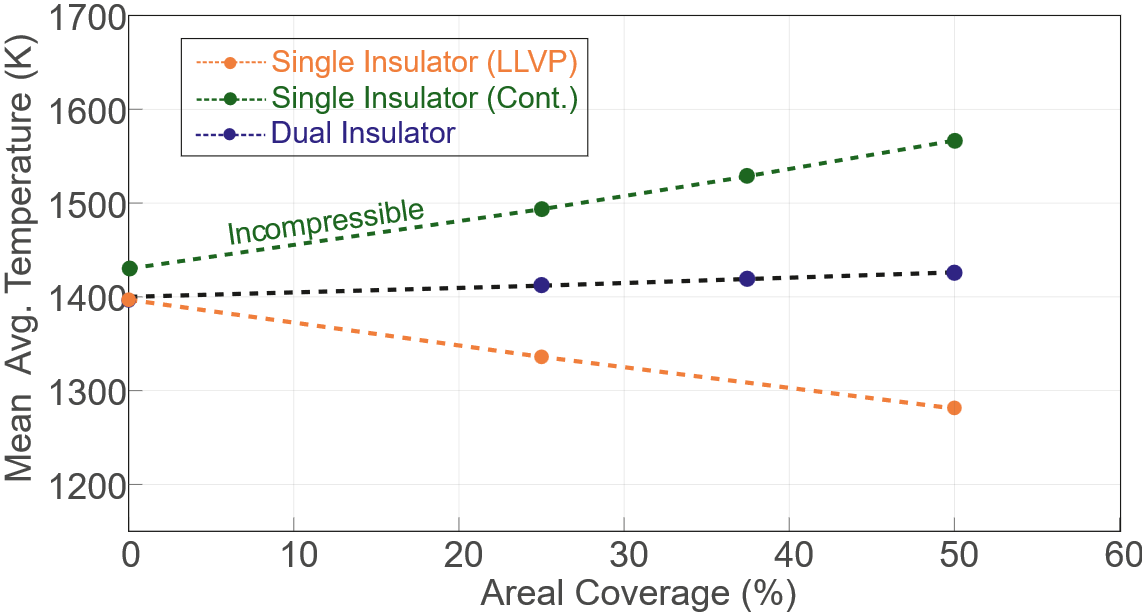 Mean Avg. Temperature (K)
1700
1600
1500
1400
1300
1200
Single Insulator (LLVP)
Single Insulator (Cont.)
Dual Insulator
Incompressible
0 10 20 30 40 50 60
Areal Coverage (%)